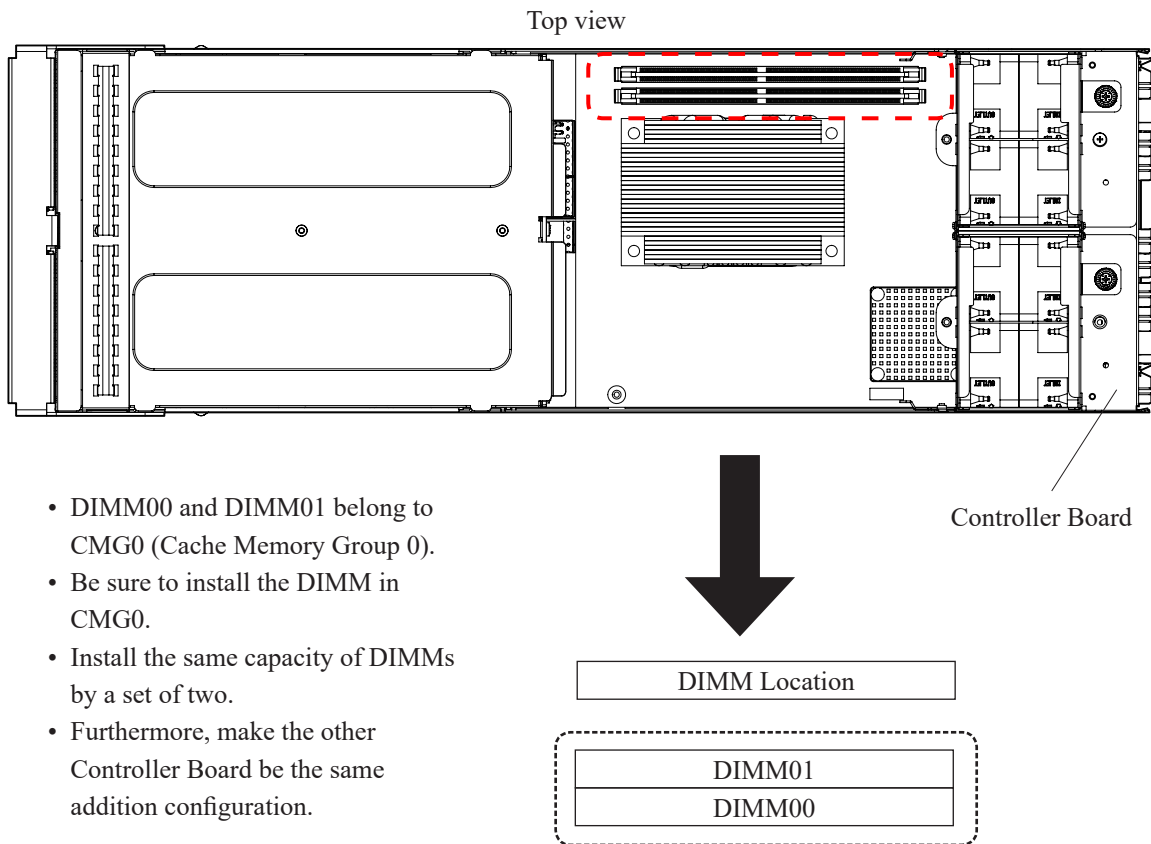 Top view
Controller Board
• DIMM00 and DIMM01 belong to
CMG0 (Cache Memory Group 0).
• Be sure to install the DIMM in
CMG0.
• Install the same capacity of DIMMs
by a set of two.
• Furthermore, make the other
Controller Board be the same
addition configuration.
DIMM Location
DIMM01
DIMM00